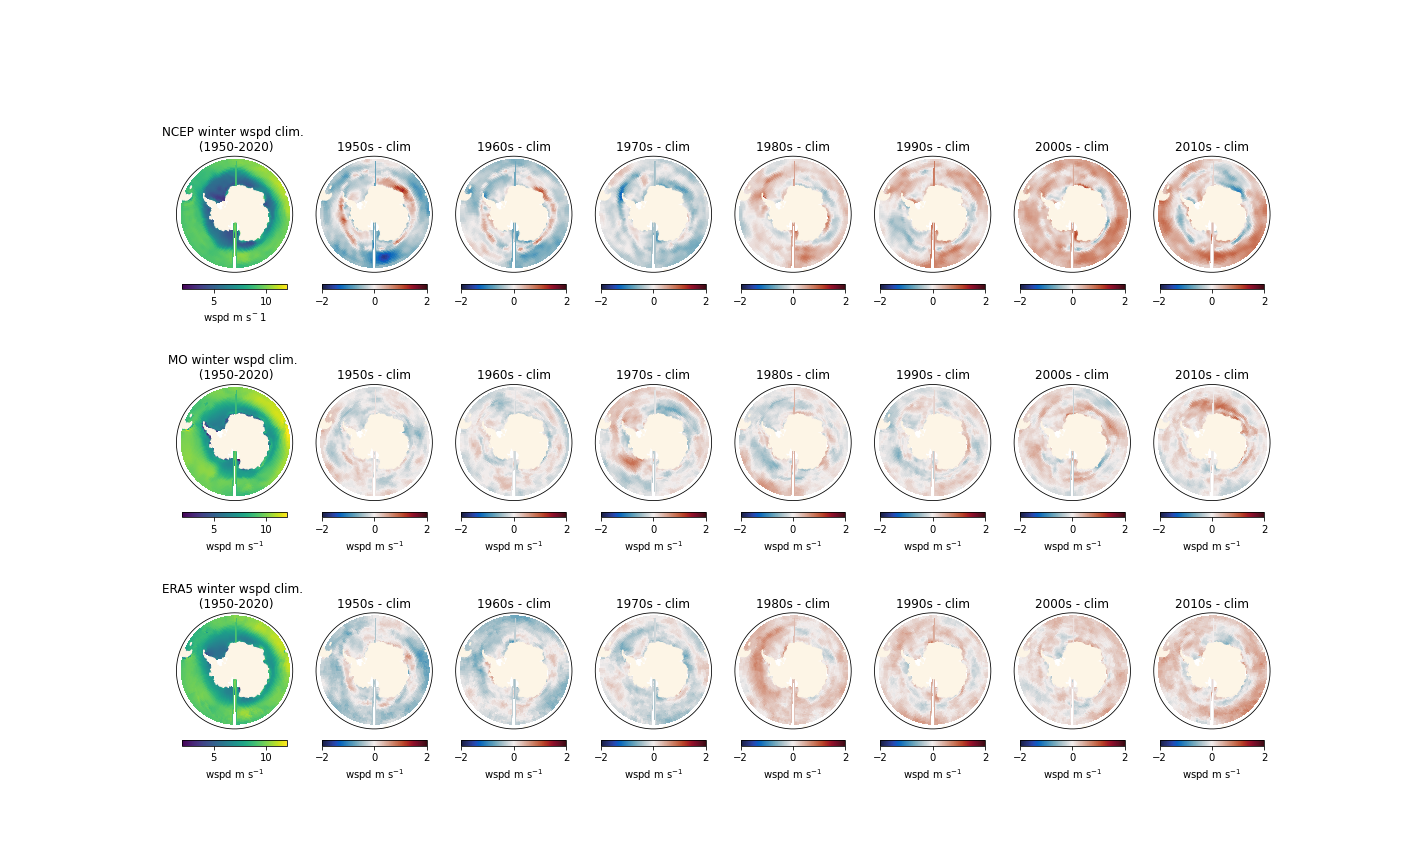 NCEP winter wspd clim.
(1950-2020)
1950s - clim
1960s - clim
1970s - clim
1980s - clim
1990s - clim
2000s - clim
2010s - clim
5 10
−2 0 2
−2 0 2
−2 0 2
−2 0 2
−2 0 2
−2 0 2
−2 0 2
wspd m s⁻1
MO winter wspd clim.
(1950-2020)
1950s - clim
1960s - clim
1970s - clim
1980s - clim
1990s - clim
2000s - clim
2010s - clim
5 10
−2 0 2
−2 0 2
−2 0 2
−2 0 2
−2 0 2
−2 0 2
−2 0 2
wspd m s⁻¹
wspd m s⁻¹
wspd m s⁻¹
wspd m s⁻¹
wspd m s⁻¹
wspd m s⁻¹
wspd m s⁻¹
wspd m s⁻¹
ERA5 winter wspd clim.
(1950-2020)
1950s - clim
1960s - clim
1970s - clim
1980s - clim
1990s - clim
2000s - clim
2010s - clim
5 10
−2 0 2
−2 0 2
−2 0 2
−2 0 2
−2 0 2
−2 0 2
−2 0 2
wspd m s⁻¹
wspd m s⁻¹
wspd m s⁻¹
wspd m s⁻¹
wspd m s⁻¹
wspd m s⁻¹
wspd m s⁻¹
wspd m s⁻¹